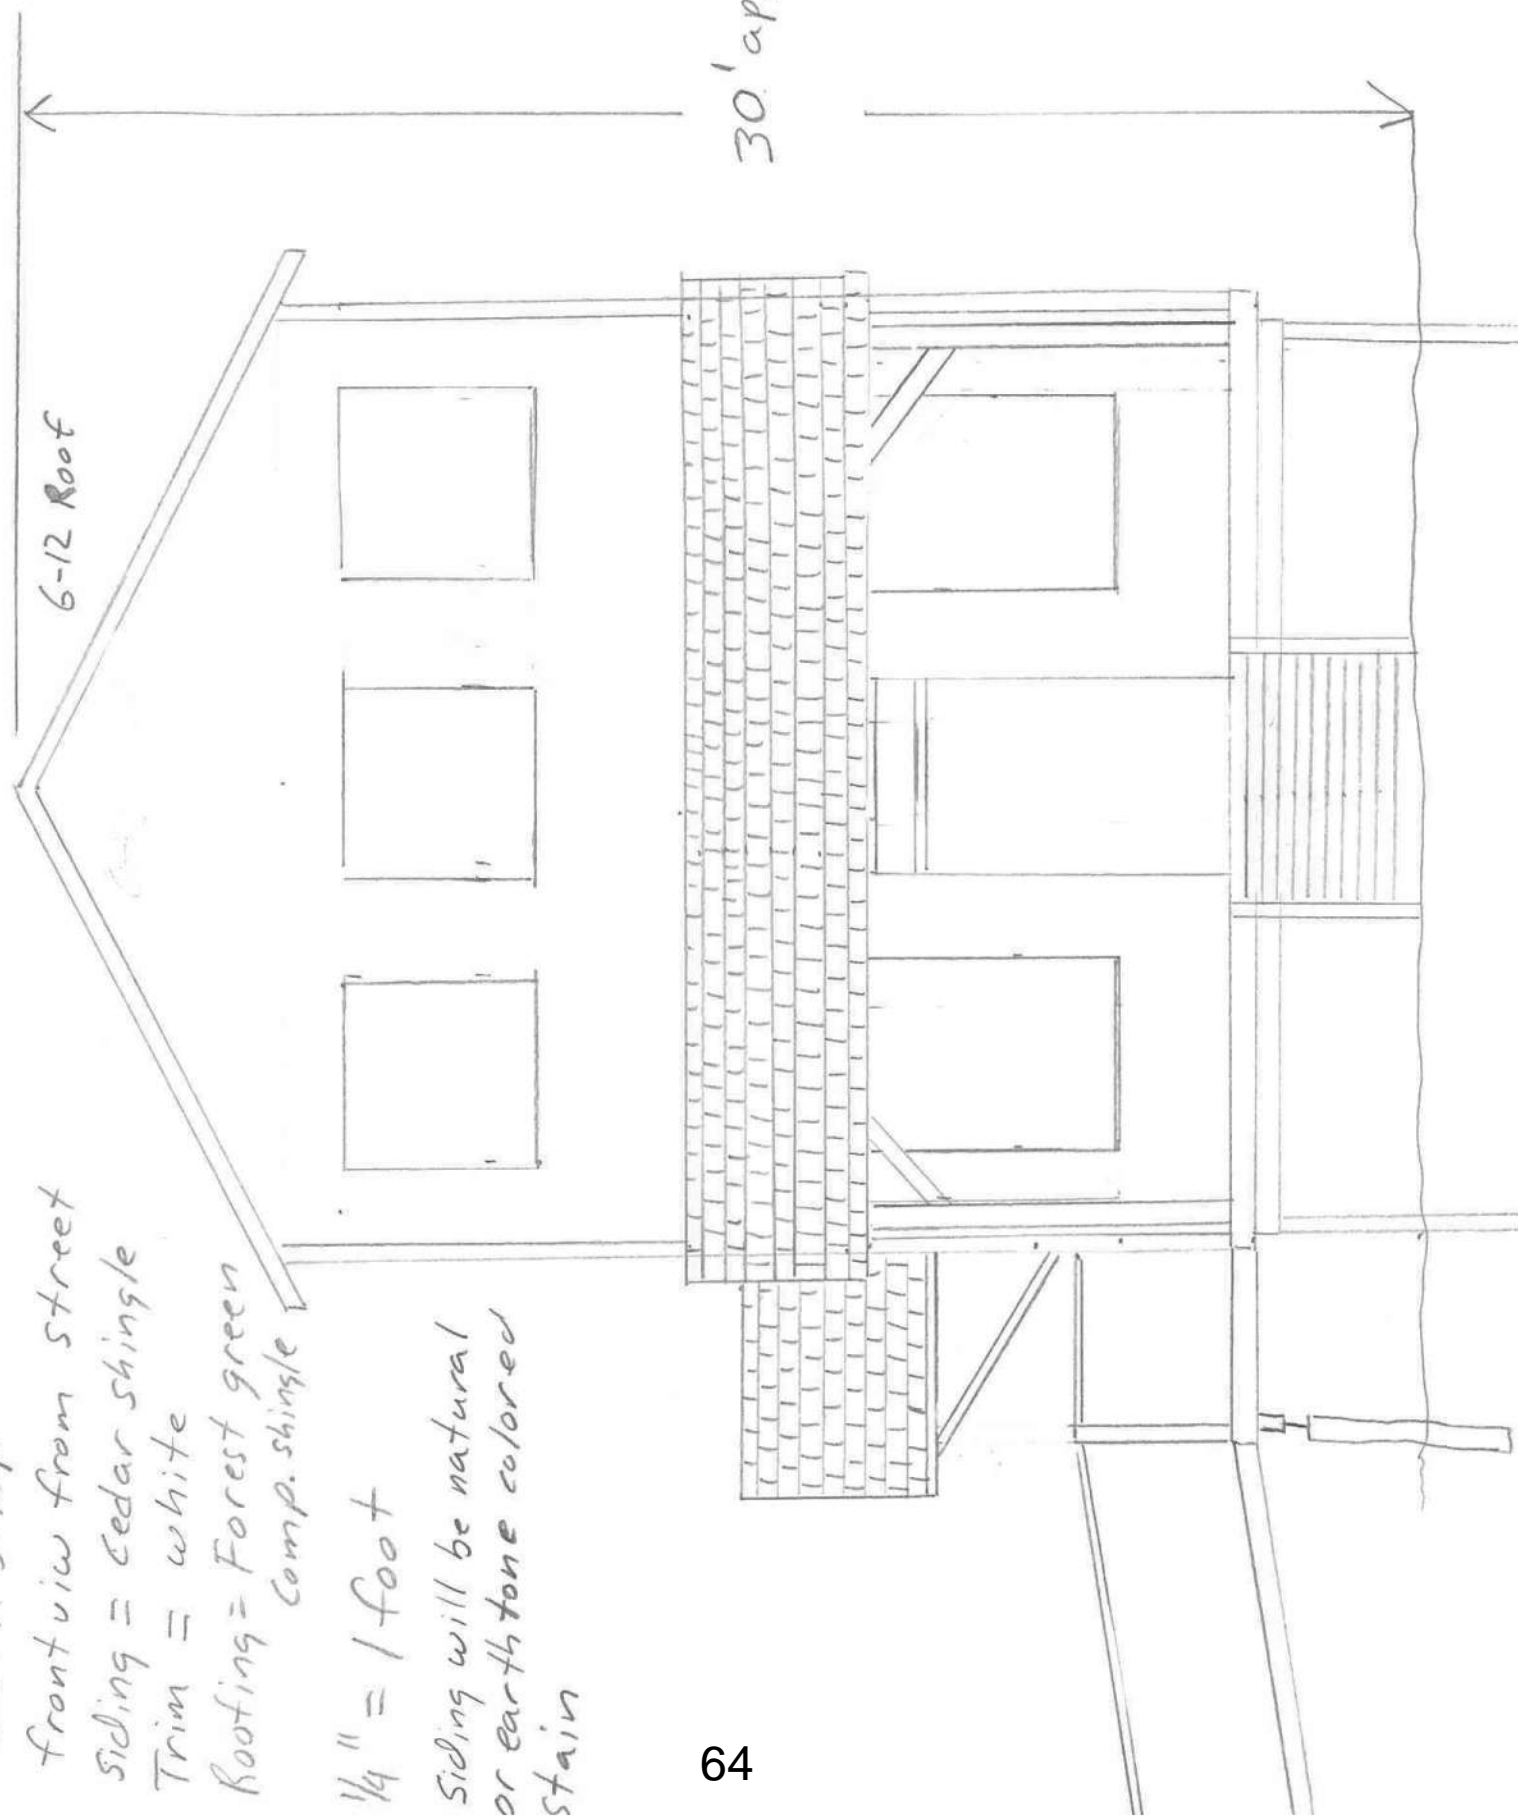 front view from street
Siding = Cedar shingle
Trim = white
Roofing = Forest green
Comp. shingle
1/4" = 1 foot
Siding will be natural
or earthtone colored
stain
6-12 Roof
30'
64